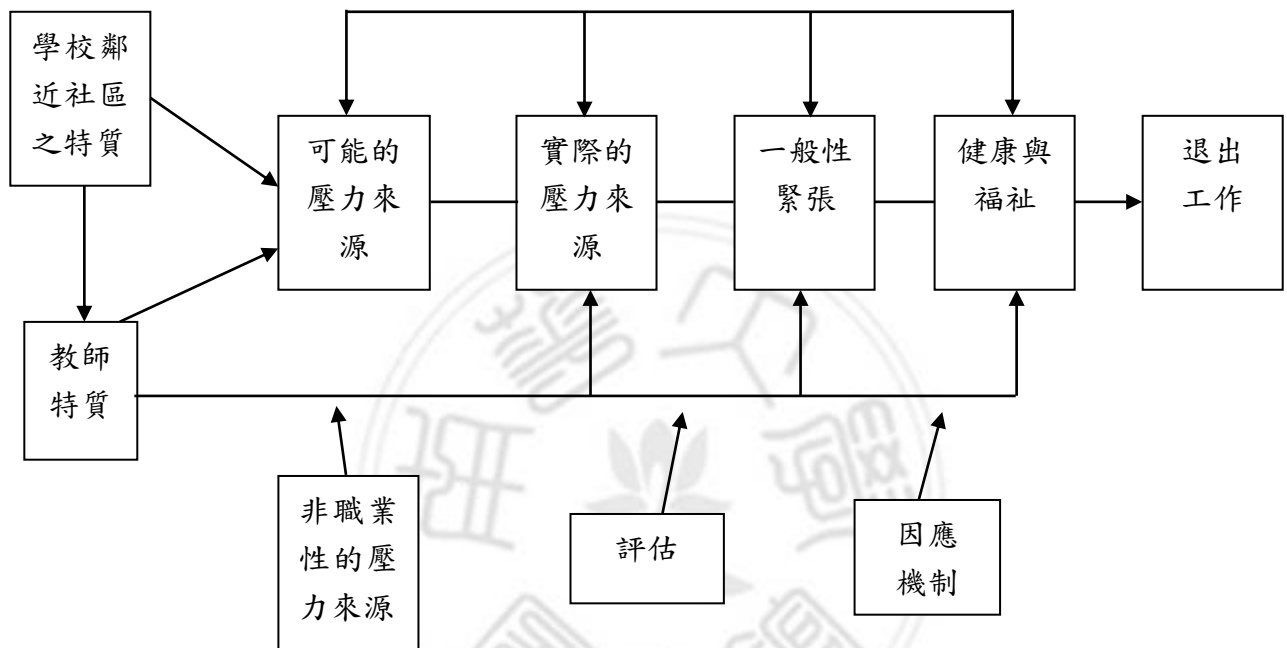 學校鄰
近社區
之特質
可能的
壓力來
源
實際的
壓力來
源
一般性
緊張
健康與
福祉
退出
工作
教師
特質
非職業
性的壓
力來源
評估
因應
機制